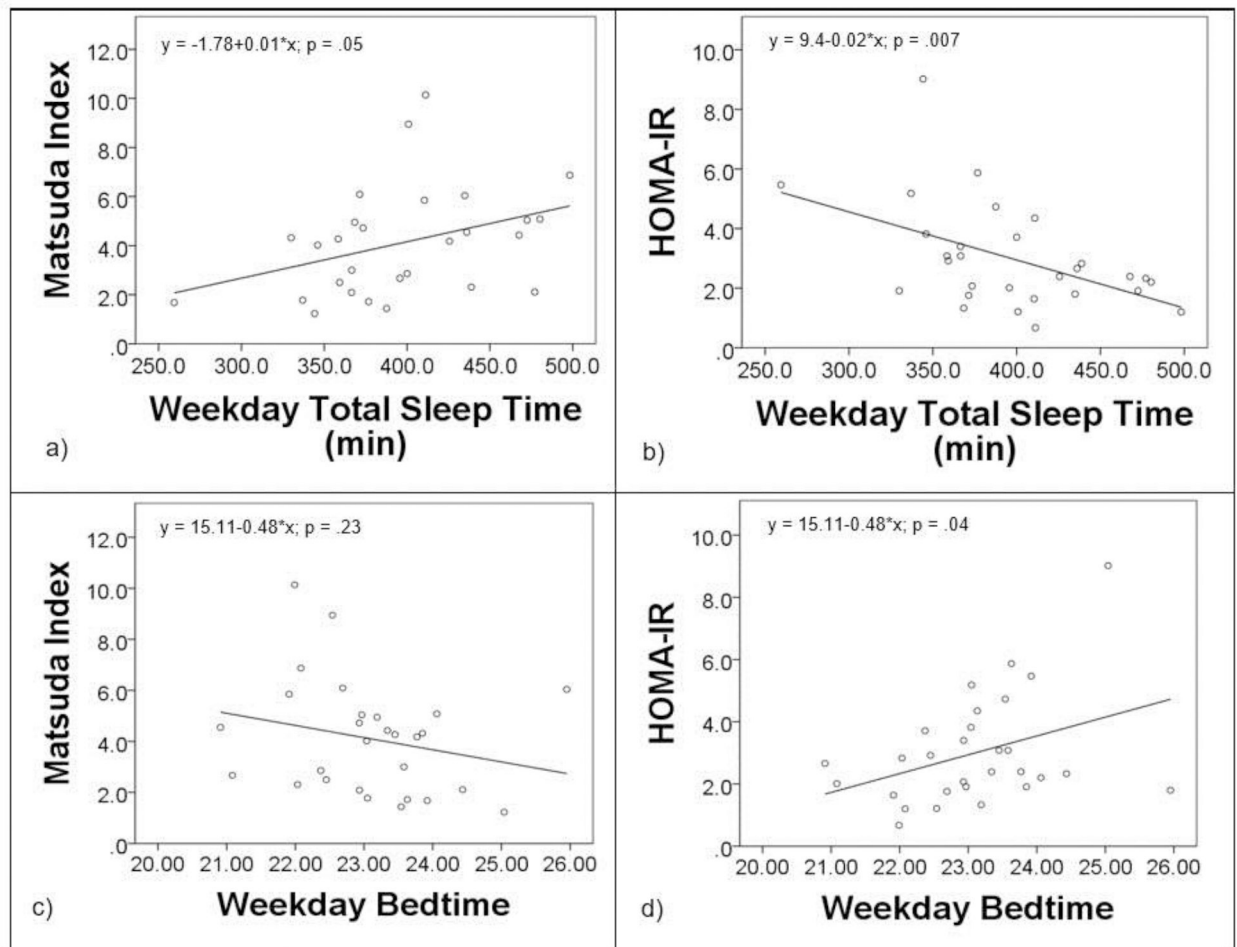 y = -1.78+0.01*x; p = .05
12.0
10.0
8.0
6.0
4.0
2.0
.0
Matsuda Index
250.0 300.0 350.0 400.0 450.0 500.0
Weekday Total Sleep Time
(min)
a)
y = 9.4-0.02*x; p = .007
10.0
8.0
6.0
4.0
2.0
.0
HOMA-IR
250.0 300.0 350.0 400.0 450.0 500.0
Weekday Total Sleep Time
(min)
b)
y = 15.11-0.48*x; p = .23
12.0
10.0
8.0
6.0
4.0
2.0
.0
Matsuda Index
20.00 21.00 22.00 23.00 24.00 25.00 26.00
Weekday Bedtime
c)
y = 15.11-0.48*x; p = .04
10.0
8.0
6.0
4.0
2.0
.0
HOMA-IR
20.00 21.00 22.00 23.00 24.00 25.00 26.00
Weekday Bedtime
d)